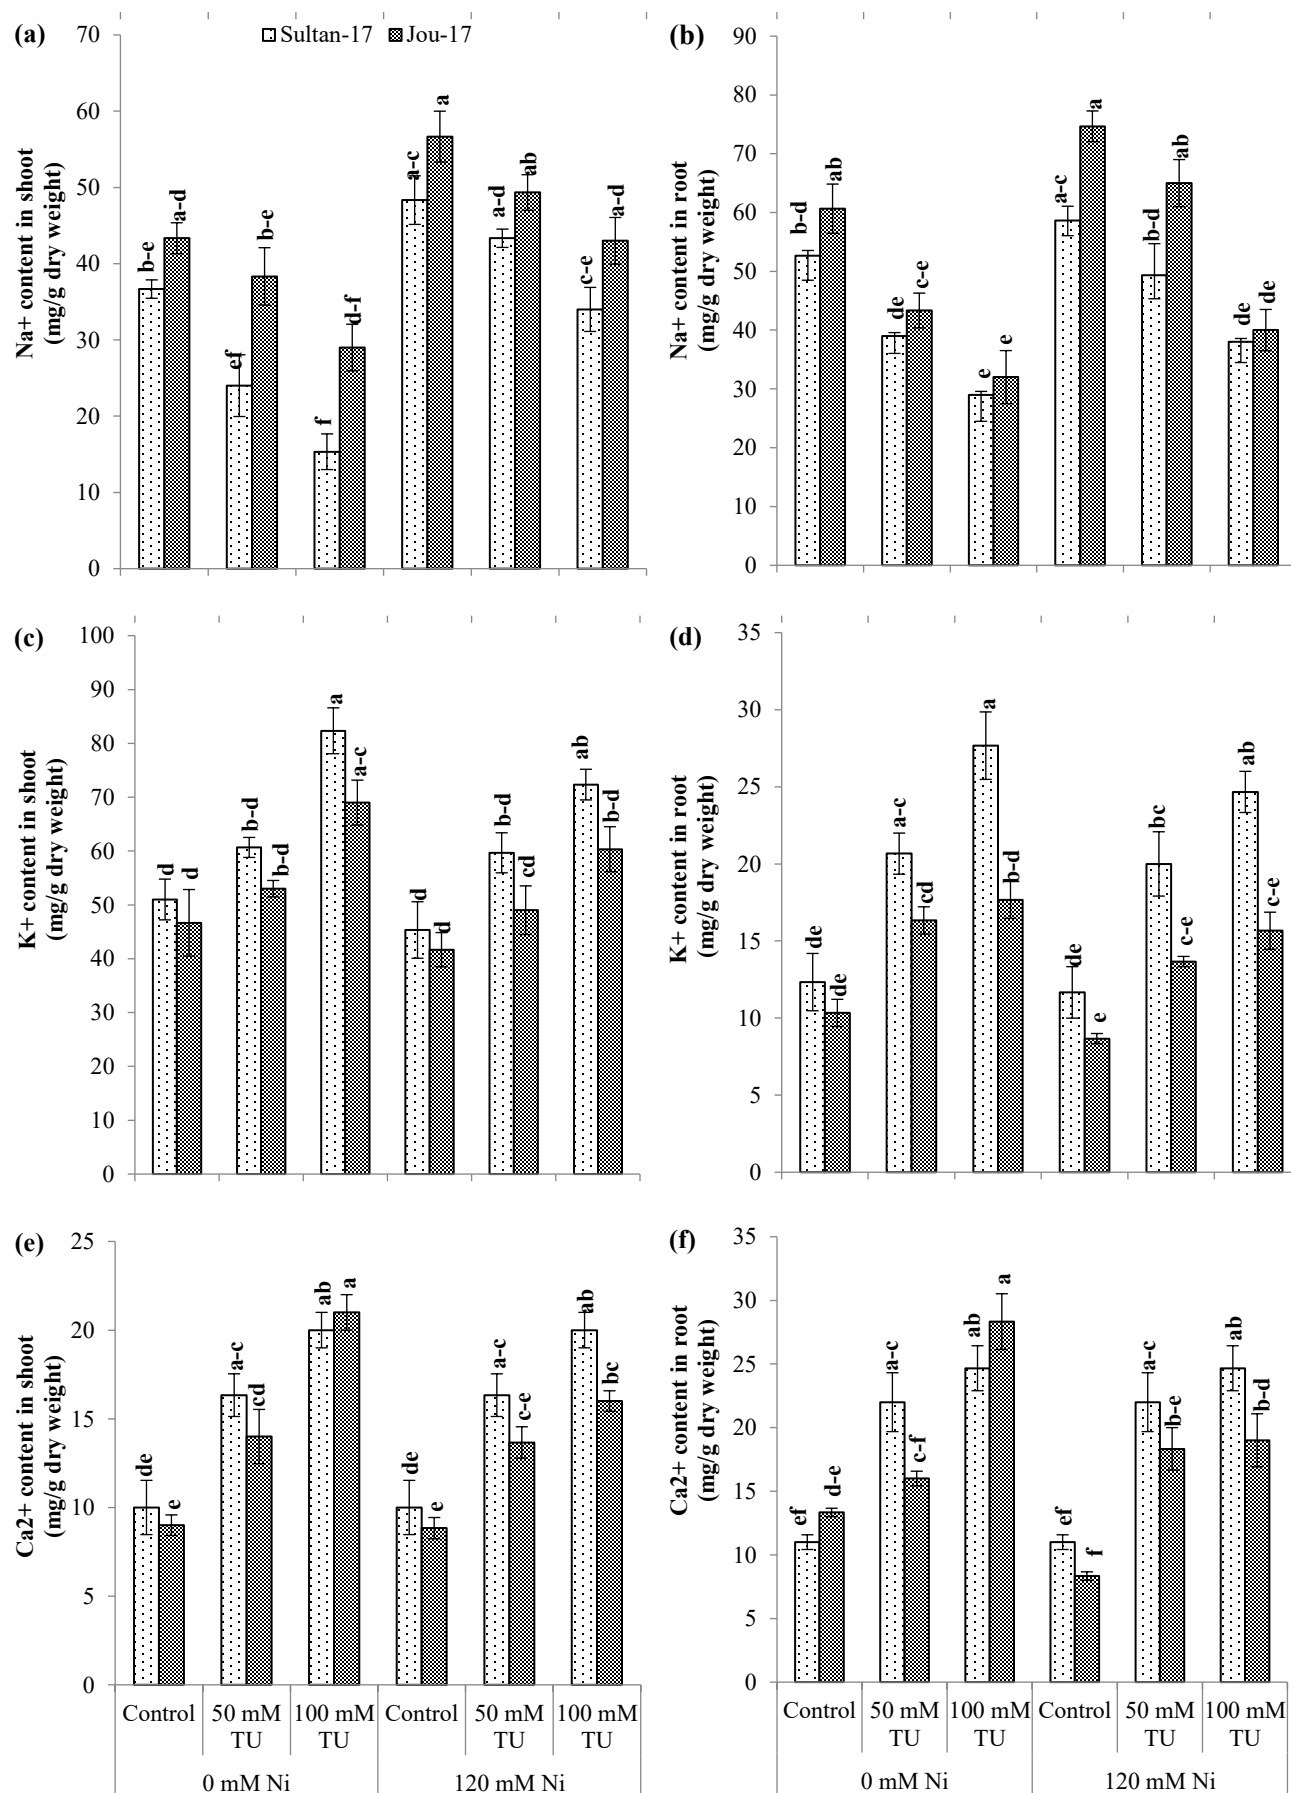 (a)
Sultan-17 Jou-17
Na+ content in shoot
(mg/g dry weight)
70
60
50
40
30
20
10
0
b-e a-d ef b-e f d-f a-c a a-d ab c-e a-d
(b)
Na+ content in root
(mg/g dry weight)
90
80
70
60
50
40
30
20
10
0
b-d ab de c-e e e a-c a b-d ab de de
(c)
K+ content in shoot
(mg/g dry weight)
100
90
80
70
60
50
40
30
20
10
0
d d b-d b-d a a-c d d b-d cd ab b-d
(d)
K+ content in root
(mg/g dry weight)
35
30
25
20
15
10
5
0
de de a-c cd a b-d de e bc c-e ab c-e
(e)
Ca2+ content in shoot
(mg/g dry weight)
25
20
15
10
5
0
de e a-c cd ab a de e a-c c-e ab bc
Control 50 mM TU 100 mM TU Control 50 mM TU 100 mM TU
0 mM Ni 120 mM Ni
(f)
Ca2+ content in root
(mg/g dry weight)
35
30
25
20
15
10
5
0
ef d-e a-c c-f ab a ef f a-c b-e ab b-d
Control 50 mM TU 100 mM TU Control 50 mM TU 100 mM TU
0 mM Ni 120 mM Ni